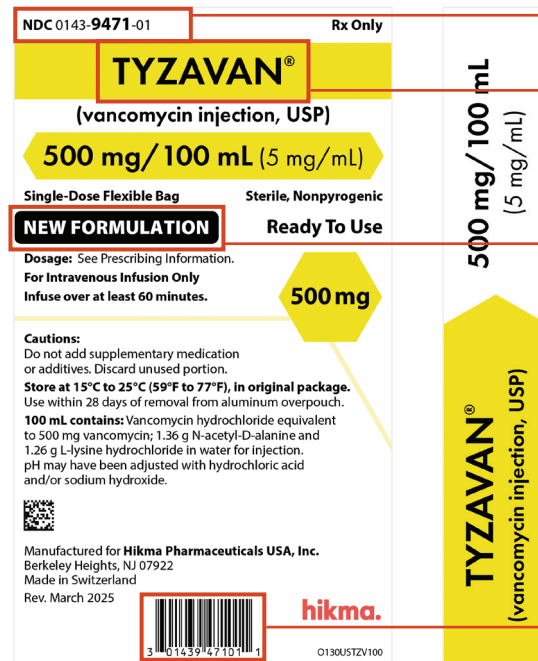 NDC 0143-9471-01
Rx Only
TYZAVAN®
(vancomycin injection, USP)
500 mg/100 mL (5 mg/mL)
Single-Dose Flexible Bag
Sterile, Nonpyrogenic
NEW FORMULATION
Ready To Use
Dosage: See Prescribing Information.
For Intravenous Infusion Only
Infuse over at least 60 minutes.
500 mg
Cautions:
Do not add supplementary medication
or additives. Discard unused portion.
Store at 15°C to 25°C (59°F to 77°F), in original package.
Use within 28 days of removal from aluminum overpouch.
100 mL contains: Vancomycin hydrochloride equivalent
to 500 mg vancomycin; 1.36 g N-acetyl-D-alanine and
1.26 g L-lysine hydrochloride in water for injection.
pH may have been adjusted with hydrochloric acid
and/or sodium hydroxide.
Manufactured for Hikma Pharmaceuticals USA, Inc.
Berkeley Heights, NJ 07922
Made in Switzerland
Rev. March 2025
hikma.
3 01439 47101 1
O130USTZV100
500 mg/100 mL
(5 mg/mL)
TYZAVAN®
(vancomycin injection, USP)